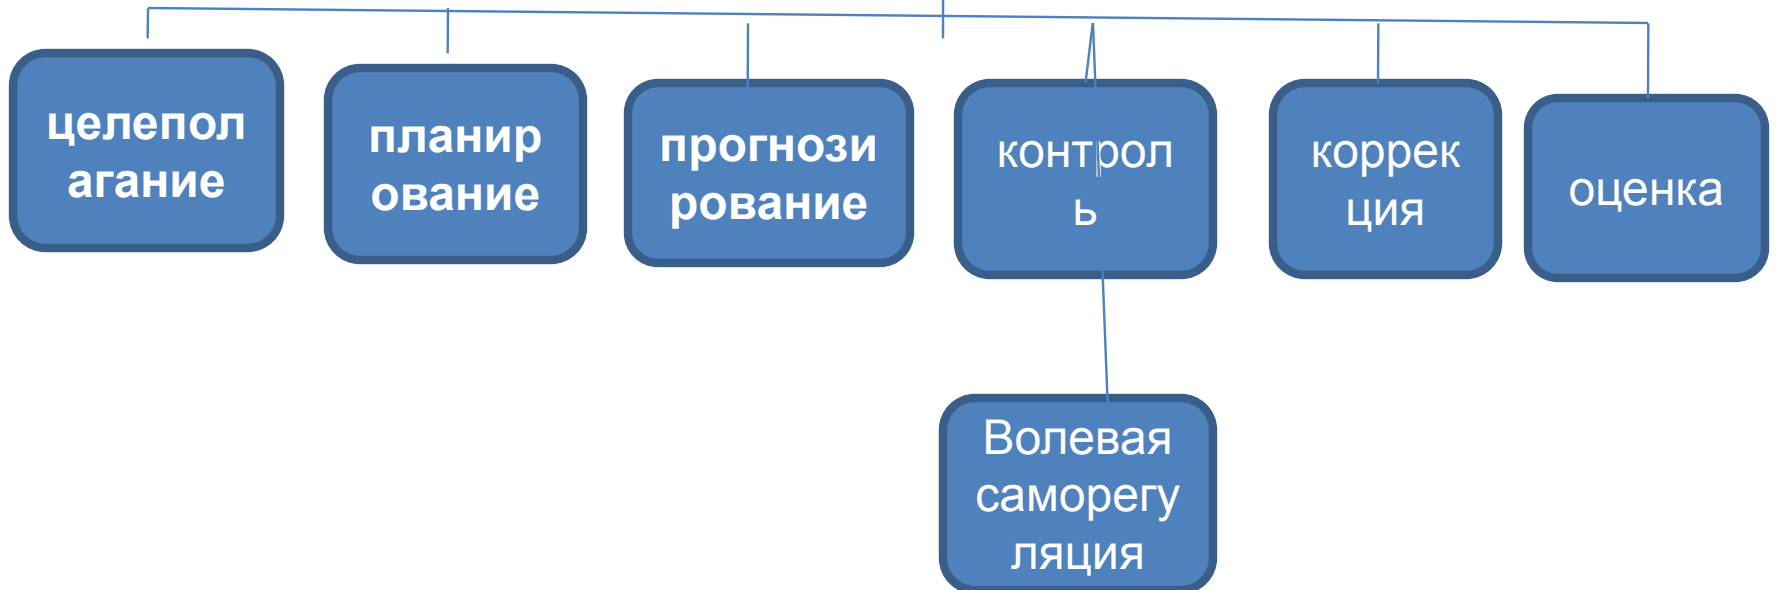 целепол
агание
планир
ование
прогнози
рование
контрол
ь
коррек
ция
оценка
Волевая
саморегу
ляция